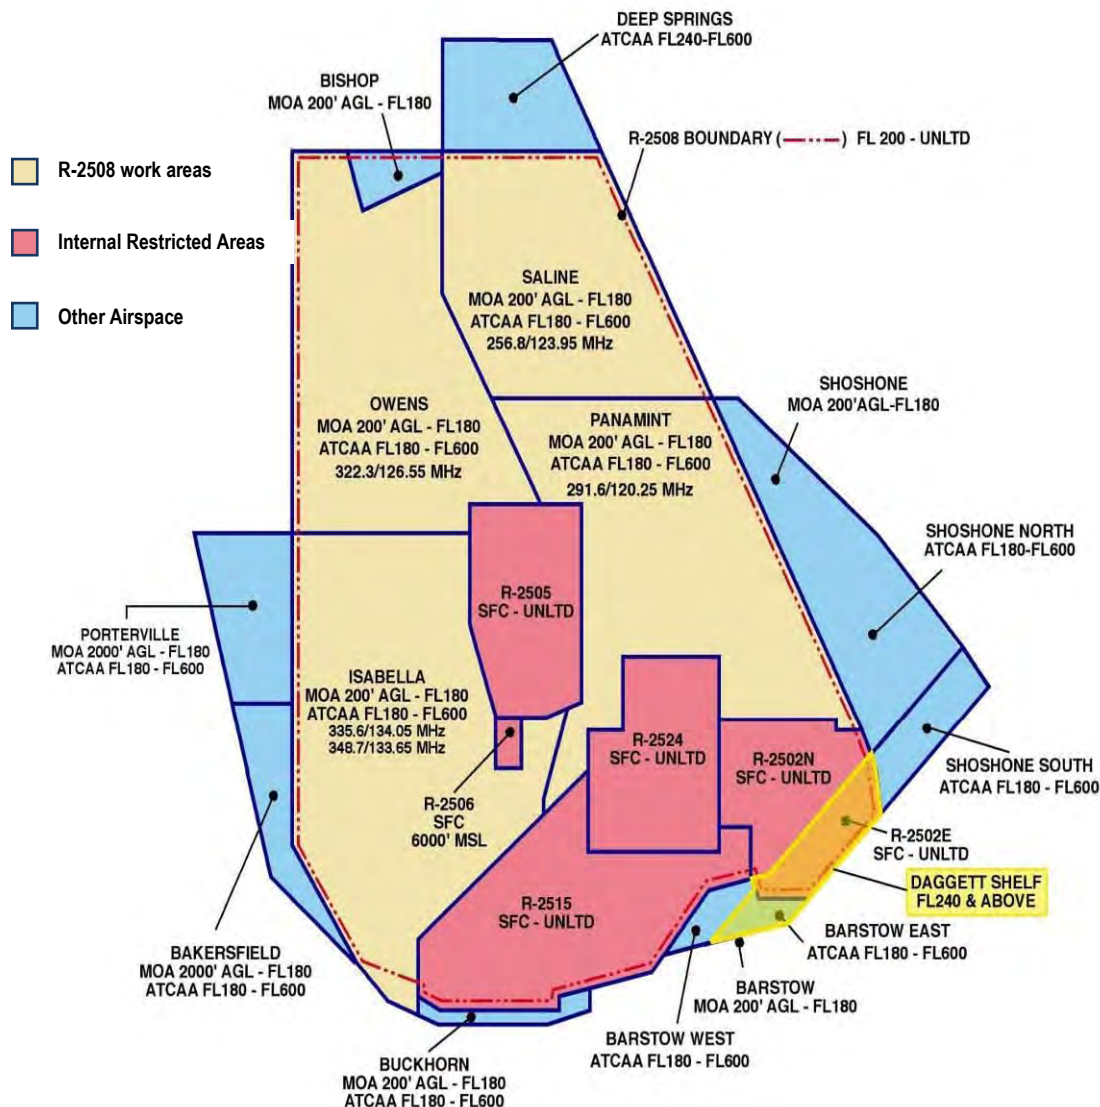 DEEP SPRINGS
ATCAA FL240-FL600
BISHOP
MOA 200' AGL - FL180
R-2508 BOUNDARY ( ) FL 200 - UNLTD
R-2508 work areas
Internal Restricted Areas
Other Airspace
SALINE
MOA 200' AGL - FL180
ATCAA FL180 - FL600
256.8/123.95 MHz
SHOSHONE
MOA 200'AGL-FL180
OWENS
MOA 200' AGL - FL180
ATCAA FL180 - FL600
322.3/126.55 MHz
PANAMINT
MOA 200' AGL - FL180
ATCAA FL180 - FL600
291.6/120.25 MHz
SHOSHONE NORTH
ATCAA FL180-FL600
R-2505
SFC - UNLTD
PORTERVILLE
MOA 2000' AGL - FL180
ATCAA FL180 - FL600
ISABELLA
MOA 200' AGL - FL180
ATCAA FL180 - FL600
335.6/134.05 MHz
348.7/133.65 MHz
R-2524
SFC - UNLTD
R-2502N
SFC - UNLTD
SHOSHONE SOUTH
ATCAA FL180 - FL600
R-2506
SFC
6000' MSL
R-2502E
SFC - UNLTD
DAGGETT SHELF
FL240 & ABOVE
R-2515
SFC - UNLTD
BARSTOW EAST
ATCAA FL180 - FL600
BAKERSFIELD
MOA 2000' AGL - FL180
ATCAA FL180 - FL600
BARSTOW
MOA 200' AGL - FL180
BARSTOW WEST
ATCAA FL180 - FL600
BUCKHORN
MOA 200' AGL - FL180
ATCAA FL180 - FL600